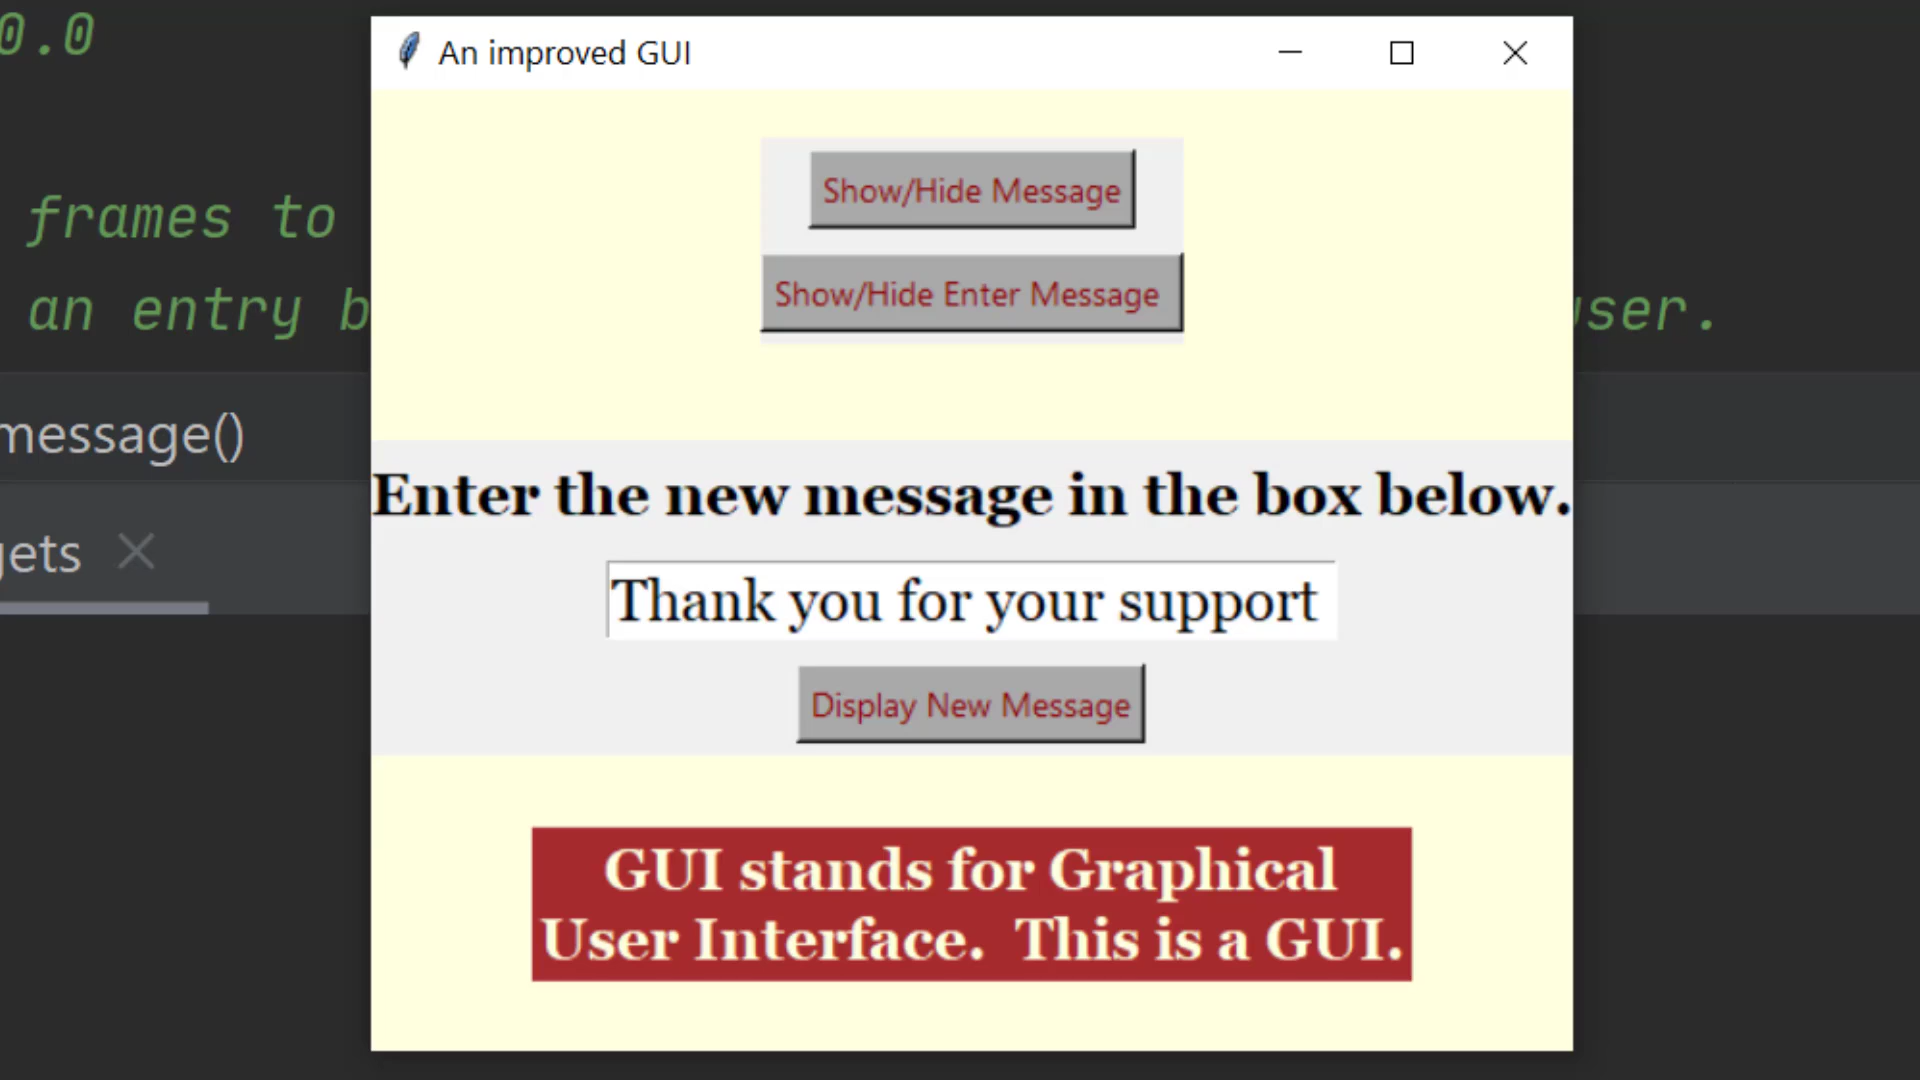 0.0
An improved GUI
Show/Hide Message
frames to
Show/Hide Enter Message
an entry b
user.
message()
Enter the new message in the box below.
gets
Thank you for your support
Display New Message
GUI stands for Graphical
User Interface.  This is a GUI.